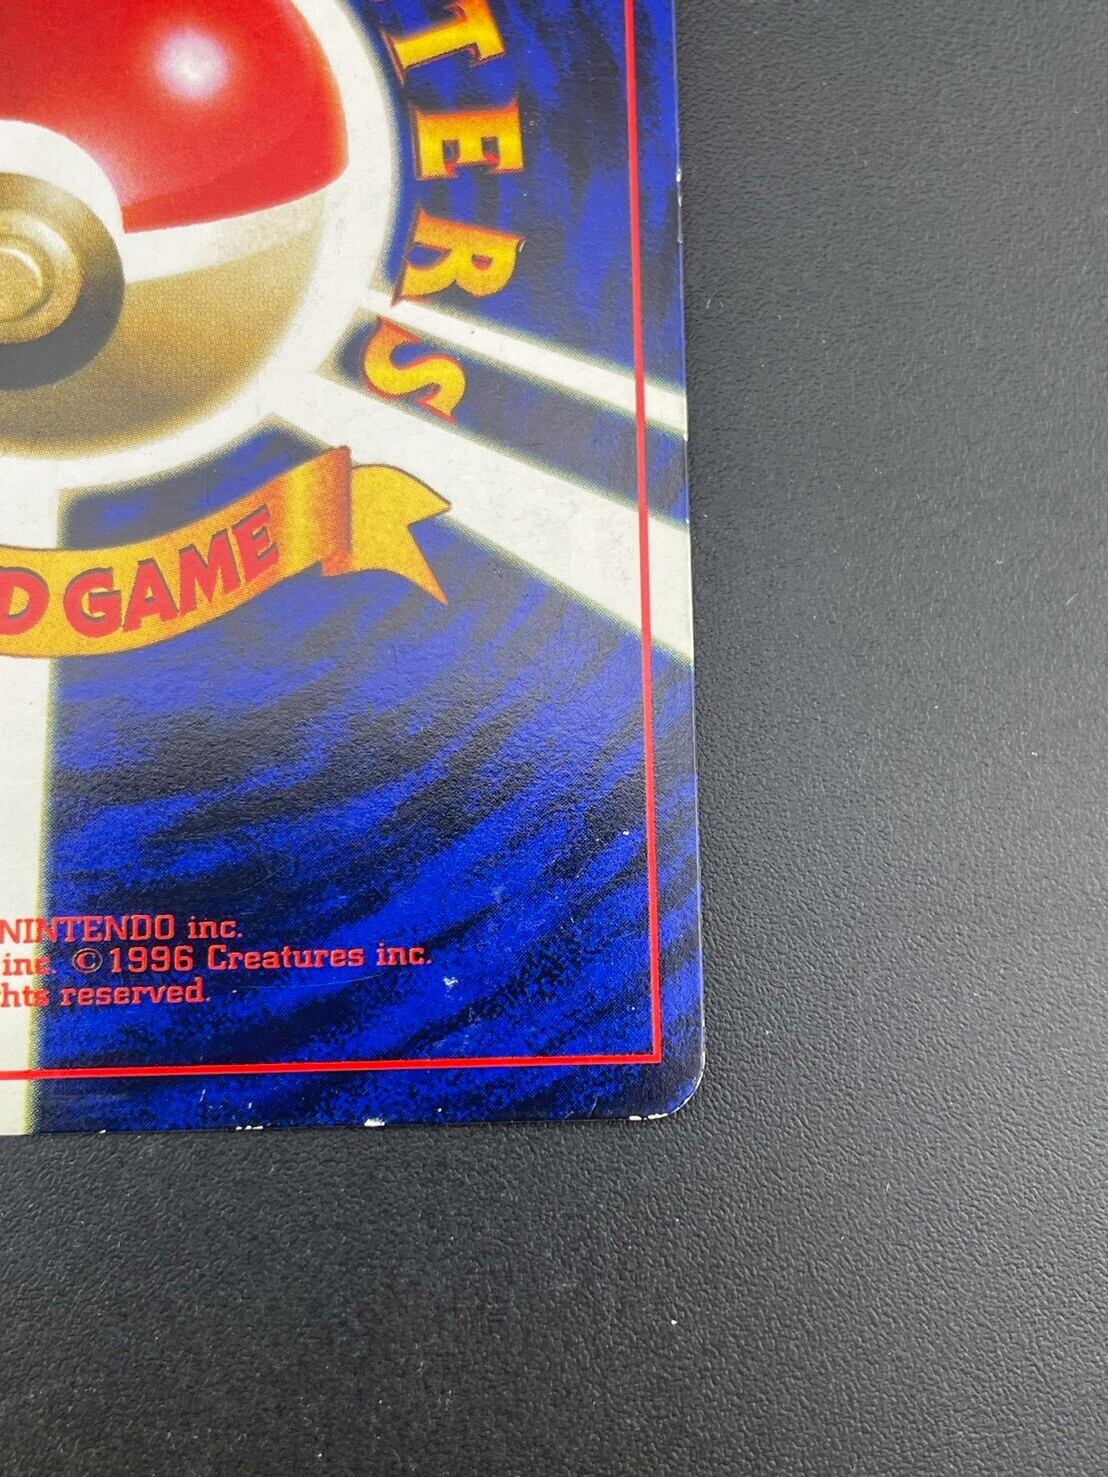 TERS
D GAME
NINTENDO inc.
inc. ©1996 Creatures inc.
hts reserved.